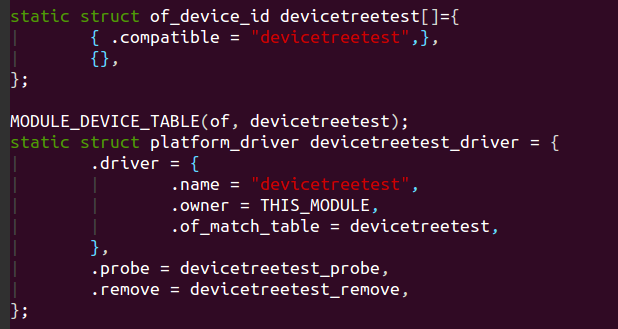 static struct of_device_id devicetreetest[]={
{ .compatible = "devicetreetest",},
{},
};
MODULE_DEVICE_TABLE(of, devicetreetest);
static struct platform_driver devicetreetest_driver = {
.driver = {
.name = "devicetreetest",
.owner = THIS_MODULE,
.of_match_table = devicetreetest,
},
.probe = devicetreetest_probe,
.remove = devicetreetest_remove,
};